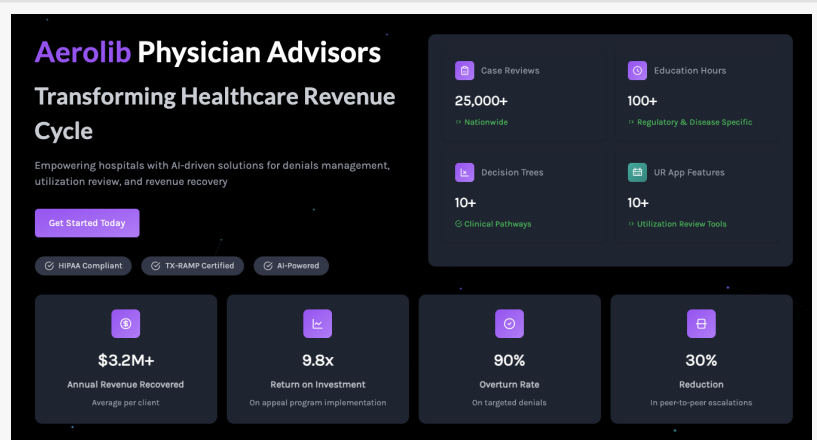 Aerolib Physician Advisors
Transforming Healthcare Revenue
Cycle
Empowering hospitals with AI-driven solutions for denials management,
utilization review, and revenue recovery
Get Started Today
HIPAA Compliant
TX-RAMP Certified
AI-Powered
Case Reviews
25,000+
Nationwide
Education Hours
100+
Regulatory & Disease Specific
Decision Trees
10+
Clinical Pathways
UR App Features
10+
Utilization Review Tools
$3.2M+
Annual Revenue Recovered
Average per client
9.8x
Return on Investment
On appeal program implementation
90%
Overturn Rate
On targeted denials
30%
Reduction
In peer-to-peer escalations